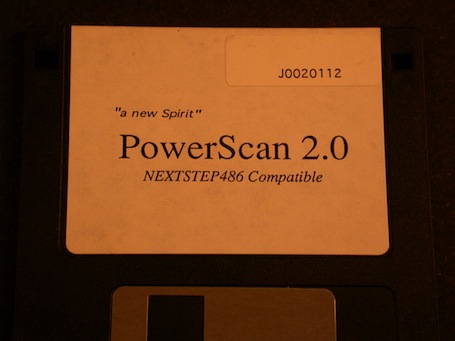 J0020112
"a new Spirit"
PowerScan 2.0
NEXTSTEP486 Compatible